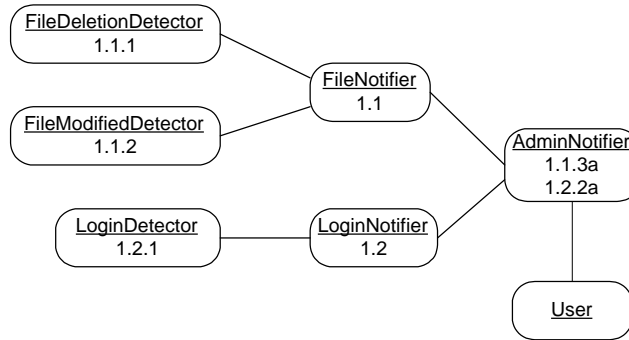 FileDeletionDetector
1.1.1
FileNotifier
1.1
FileModifiedDetector
1.1.2
AdminNotifier
1.1.3a
1.2.2a
LoginDetector
1.2.1
LoginNotifier
1.2
User